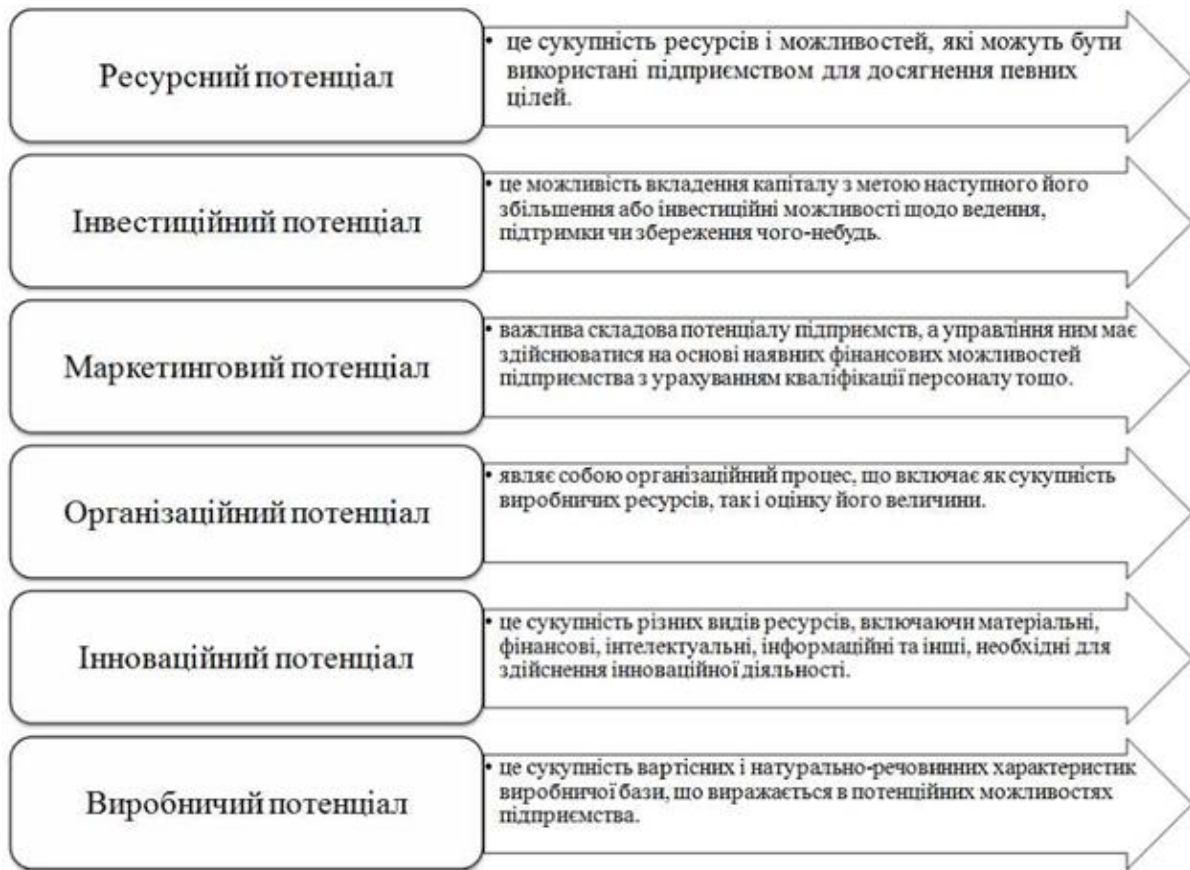 Ресурсний потенціал
• це сукупність ресурсів і можливостей, які можуть бути
використані підприємством для досягнення певних
цілей.
Інвестиційний потенціал
• це можливість вкладення капіталу з метою наступного його
збільшення або інвестиційні можливості щодо ведення,
підтримки чи збереження чого-небудь.
Маркетинговий потенціал
• важлива складова потенціалу підприємств, а управління ним має
здійснюватися на основі наявних фінансових можливостей
підприємства з урахуванням кваліфікації персоналу тощо.
Організаційний потенціал
• являє собою організаційний процес, що включає як сукупність
виробничих ресурсів, так і оцінку його величини.
Інноваційний потенціал
• це сукупність різних видів ресурсів, включаючи матеріальні,
фінансові, інтелектуальні, інформаційні та інші, необхідні для
здійснення інноваційної діяльності.
Виробничий потенціал
• це сукупність вартісних і натурально-речовинних характеристик
виробничої бази, що виражається в потенційних можливостях
підприємства.